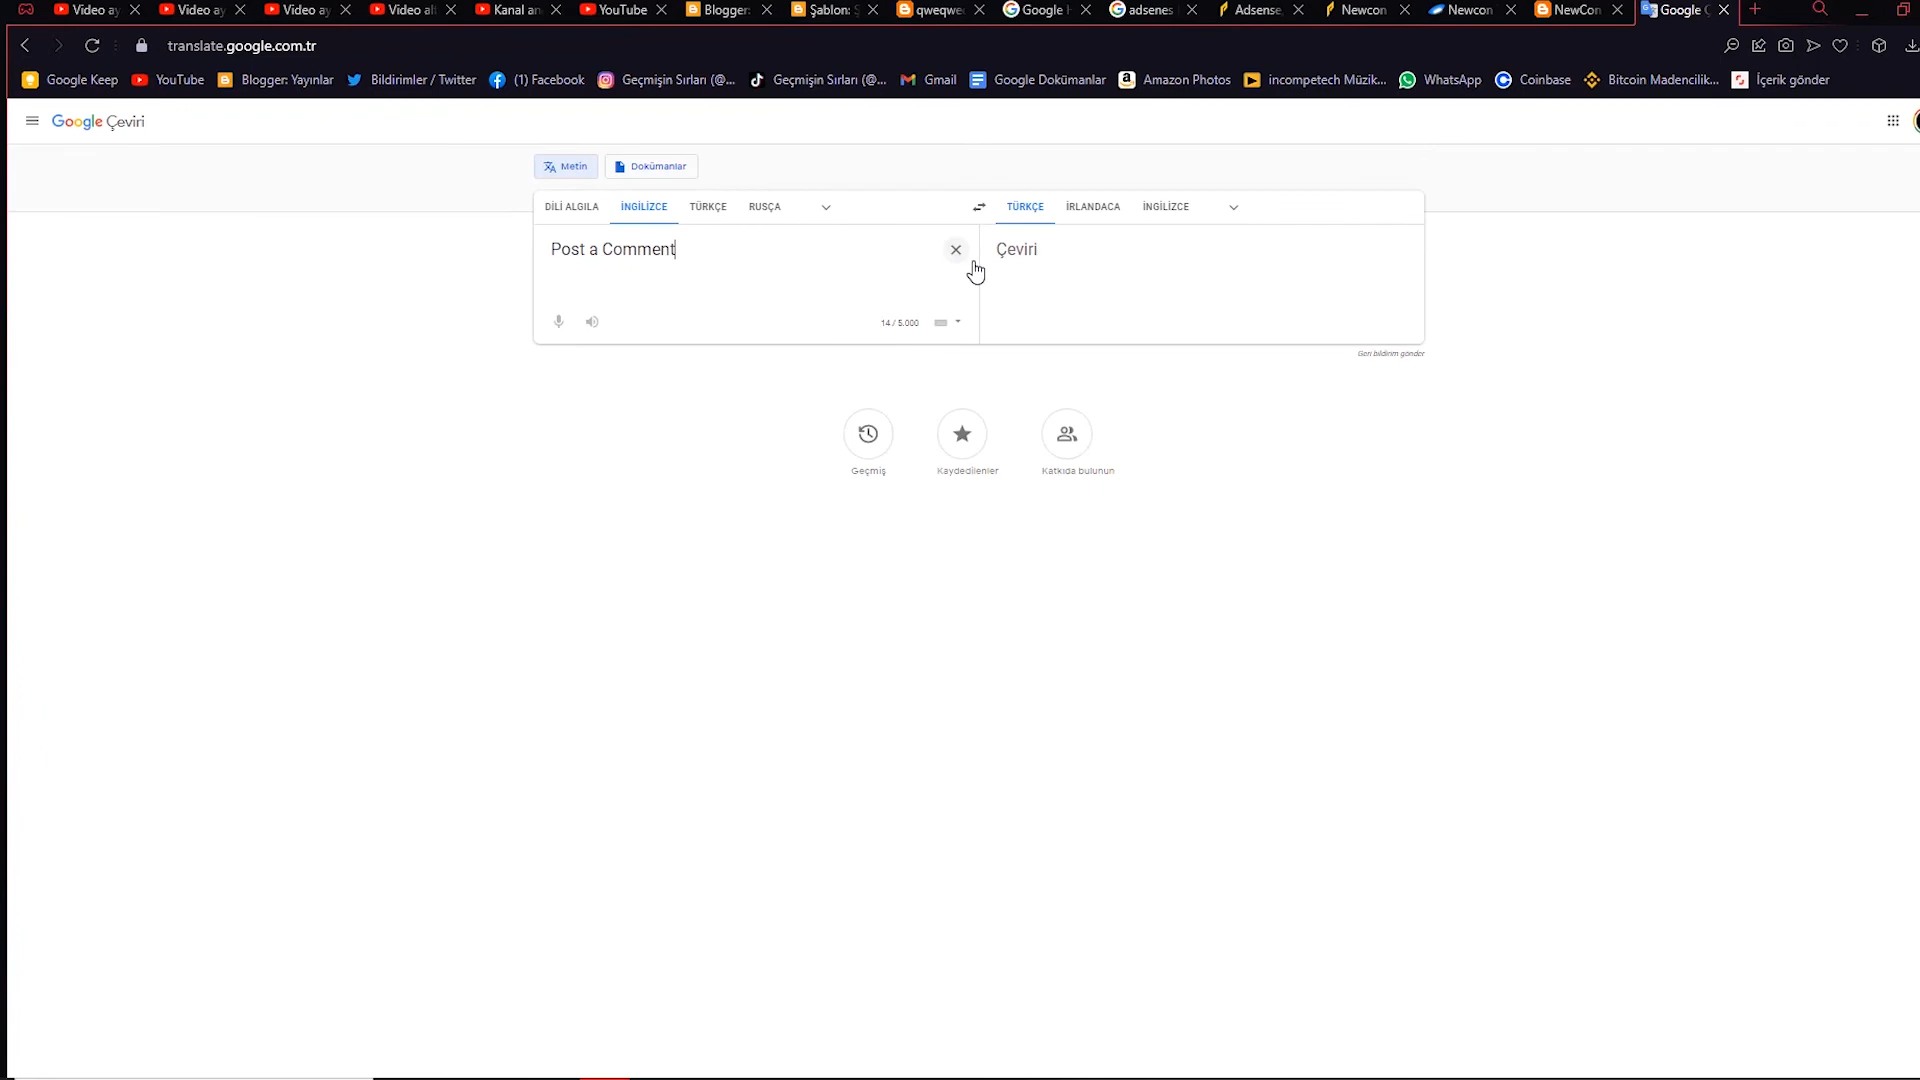 Video ay Video ay Video ay Video alt Kanal an YouTube Blogger: Şablon: S qweqwe Google H adsenes Adsense, Newcon Newcon NewCon Google Ç
translate.google.com.tr
Google Keep YouTube Blogger: Yayınlar Bildirimler / Twitter (1) Facebook Geçmişin Sırları (@... Geçmişin Sırları (@... Gmail Google Dokümanlar Amazon Photos incompetech Müzik... WhatsApp Coinbase Bitcoin Madencilik... İçerik gönder
Google Çeviri
Metin Dokümanlar
DİLİ ALGILA İNGİLİZCE TÜRKÇE RUSÇA TÜRKÇE İRLANDACA İNGİLİZCE
Post a Comment Çeviri
14 / 5.000
Geri bildirim gönder
Geçmiş Kaydedilenler Katkıda bulunun